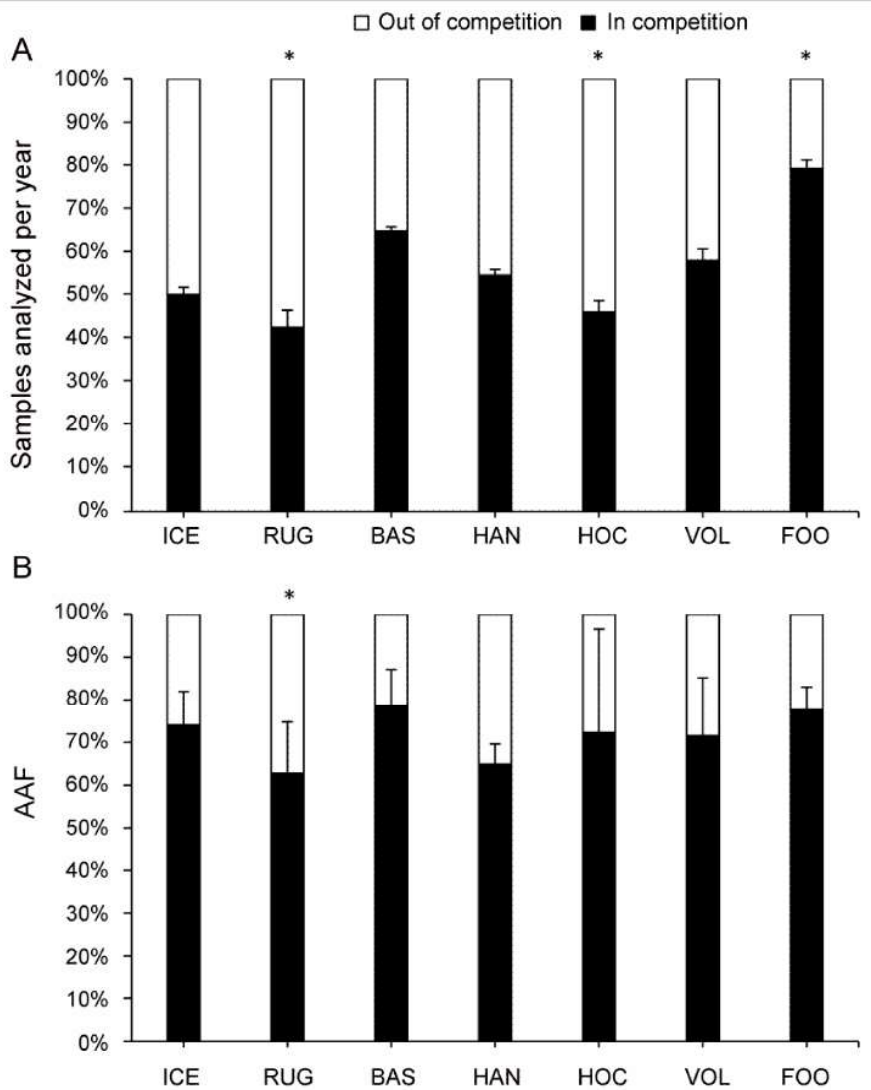 Out of competition In competition
A
* * *
Samples analyzed per year
100%
90%
80%
70%
60%
50%
40%
30%
20%
10%
0%
ICE RUG BAS HAN HOC VOL FOO
B
*
AAF
100%
90%
80%
70%
60%
50%
40%
30%
20%
10%
0%
ICE RUG BAS HAN HOC VOL FOO